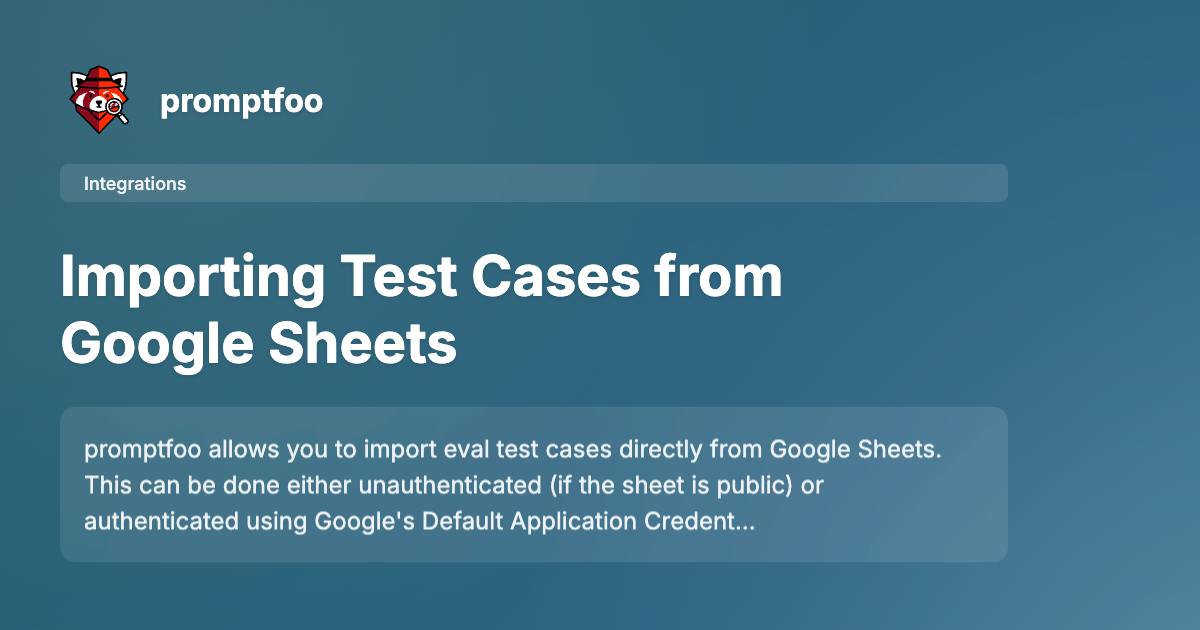 promptfoo
Integrations
Importing Test Cases from
Google Sheets
promptfoo allows you to import eval test cases directly from Google Sheets.
This can be done either unauthenticated (if the sheet is public) or
authenticated using Google's Default Application Credent...